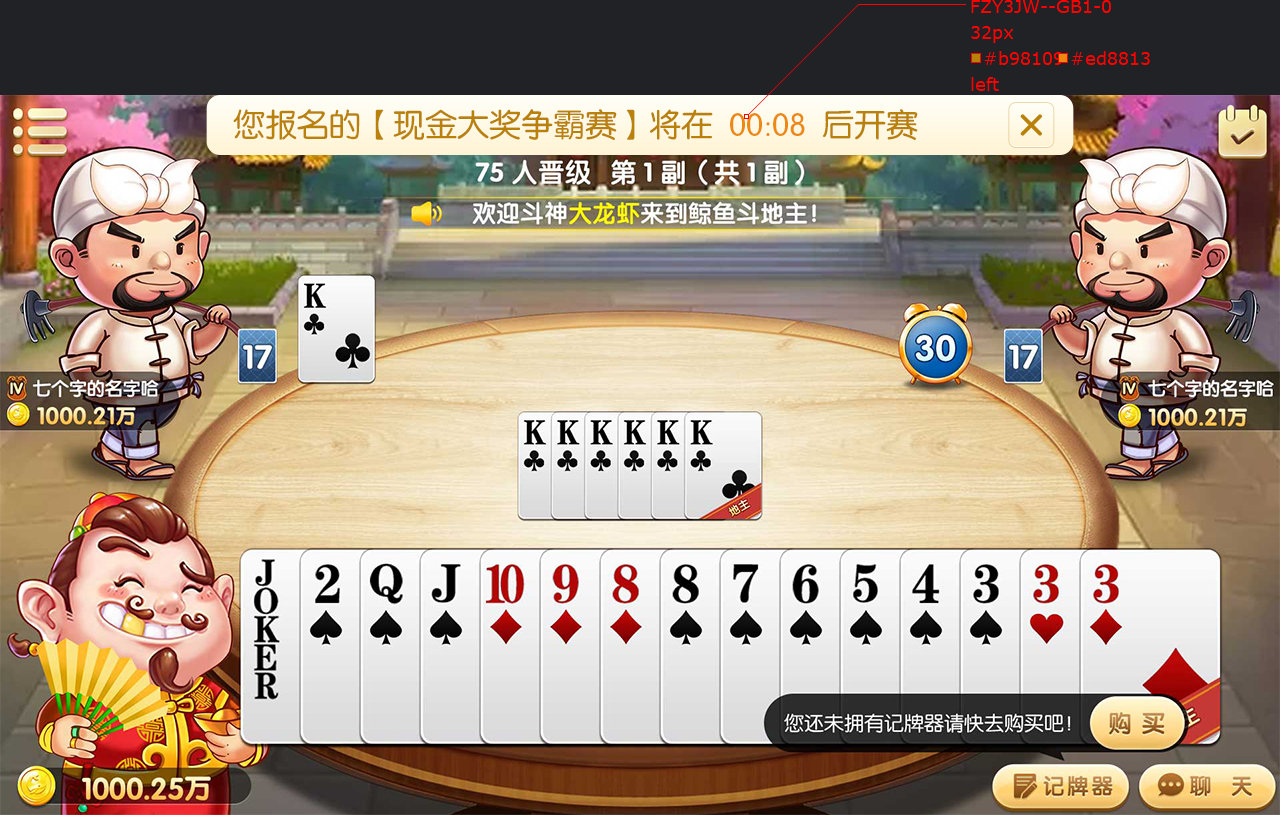 FZY3JW--GB1-0
32px
#b98109 #ed8813
left
您报名的【现金大奖争霸赛】将在 00:08 后开赛
75 人晋级 第1副（共1副）
欢迎斗神大龙虾来到鲸鱼斗地主！
K
17
30
17
IV 七个字的名字哈
1000.21万
IV 七个字的名字哈
1000.21万
K K K K K K
地主
JOKER 2 Q J 10 9 8 8 7 6 5 4 3 3 3
您还未拥有记牌器请快去购买吧！
购买
主
1000.25万
记牌器
聊 天